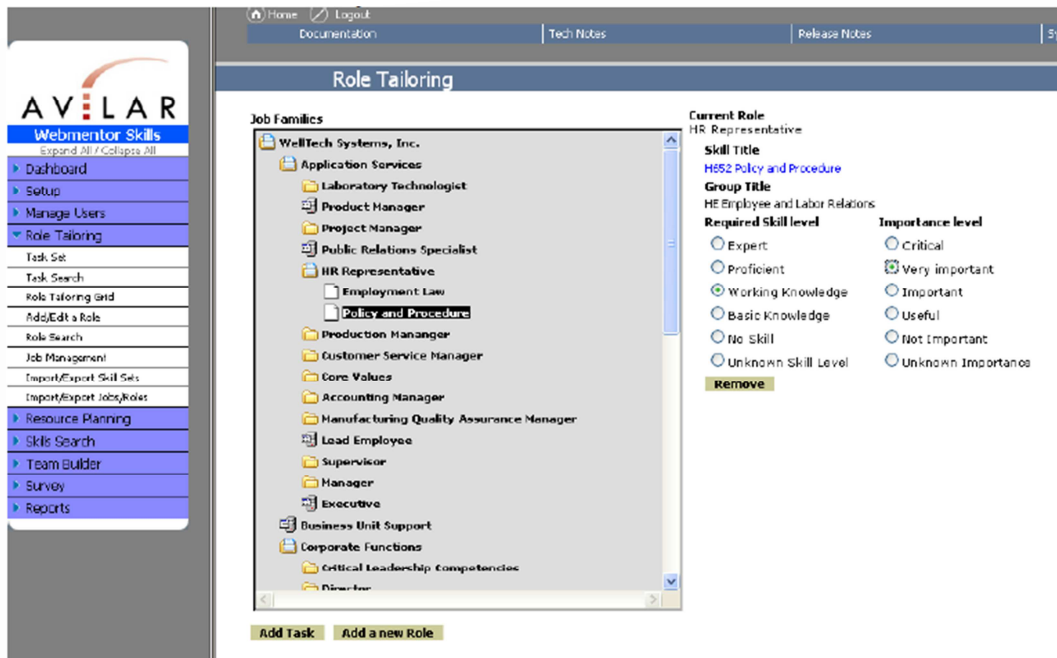 Home Logout
Documentation Tech Notes Release Notes
AVILAR
Webmentor Skills
Expand All / Collapse All
Dashboard
Setup
Manage Users
Role Tailoring
Task Set
Task Search
Role Tailoring Grid
Add/Edit a Role
Role Search
Job Management
Import/Export Skill Sets
Import/Export Jobs/Roles
Resource Planning
Skills Search
Team Builder
Survey
Reports
Role Tailoring
Job Families
WellTech Systems, Inc.
Application Services
Laboratory Technologist
Product Manager
Project Manager
Public Relations Specialist
HR Representative
Employment Law
Policy and Procedure
Production Mananger
Customer Service Manager
Core Values
Accounting Manager
Manufacturing Quality Assurance Manager
Lead Employee
Supervisor
Manager
Executive
Business Unit Support
Corporate Functions
Critical Leadership Competencies
Director
Add Task Add a new Role
Current Role
HR Representative
Skill Title
H652 Policy and Procedure
Group Title
HE Employee and Labor Relations
Required Skill level Importance level
Expert Critical
Proficient Very important
Working Knowledge Important
Basic Knowledge Useful
No Skill Not Important
Unknown Skill Level Unknown Importance
Remove